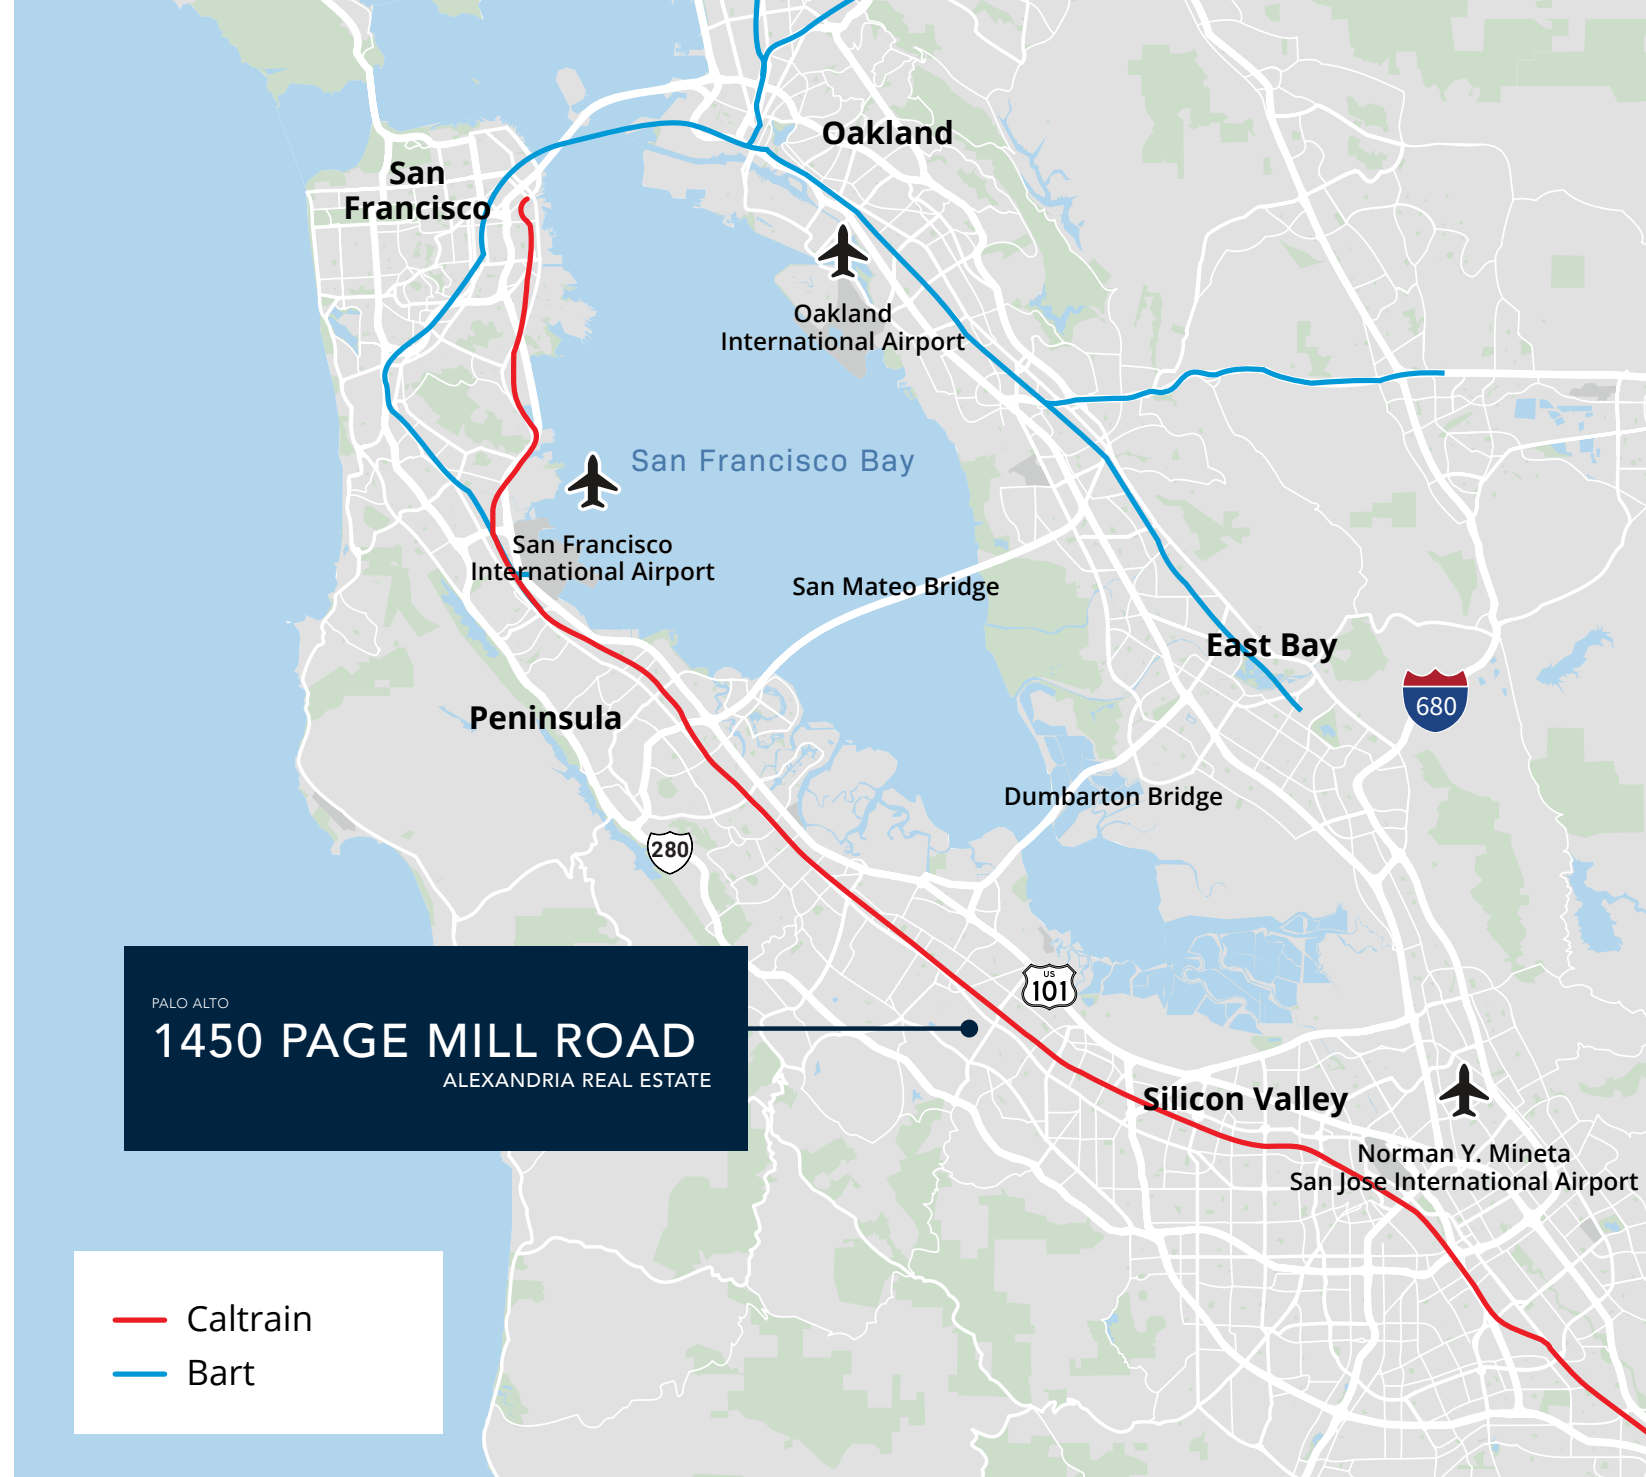 Oakland
San
Francisco
Oakland
International Airport
San Francisco Bay
San Francisco
International Airport
San Mateo Bridge
East Bay
680
Peninsula
Dumbarton Bridge
280
US
101
PALO ALTO
1450 PAGE MILL ROAD
ALEXANDRIA REAL ESTATE
Silicon Valley
Norman Y. Mineta
San Jose International Airport
Caltrain
Bart